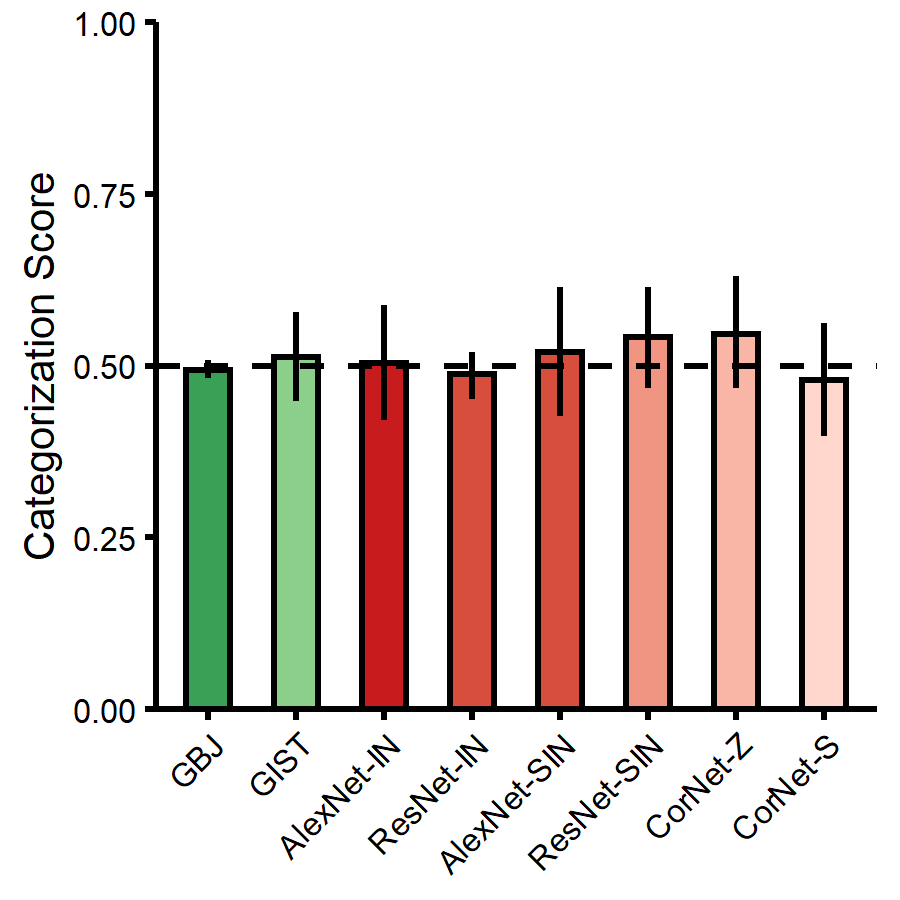 Categorization Score
1.00
0.75
0.50
0.25
0.00
GBJ
GIST
AlexNet-IN
ResNet-IN
AlexNet-SIN
ResNet-SIN
CorNet-Z
CorNet-S